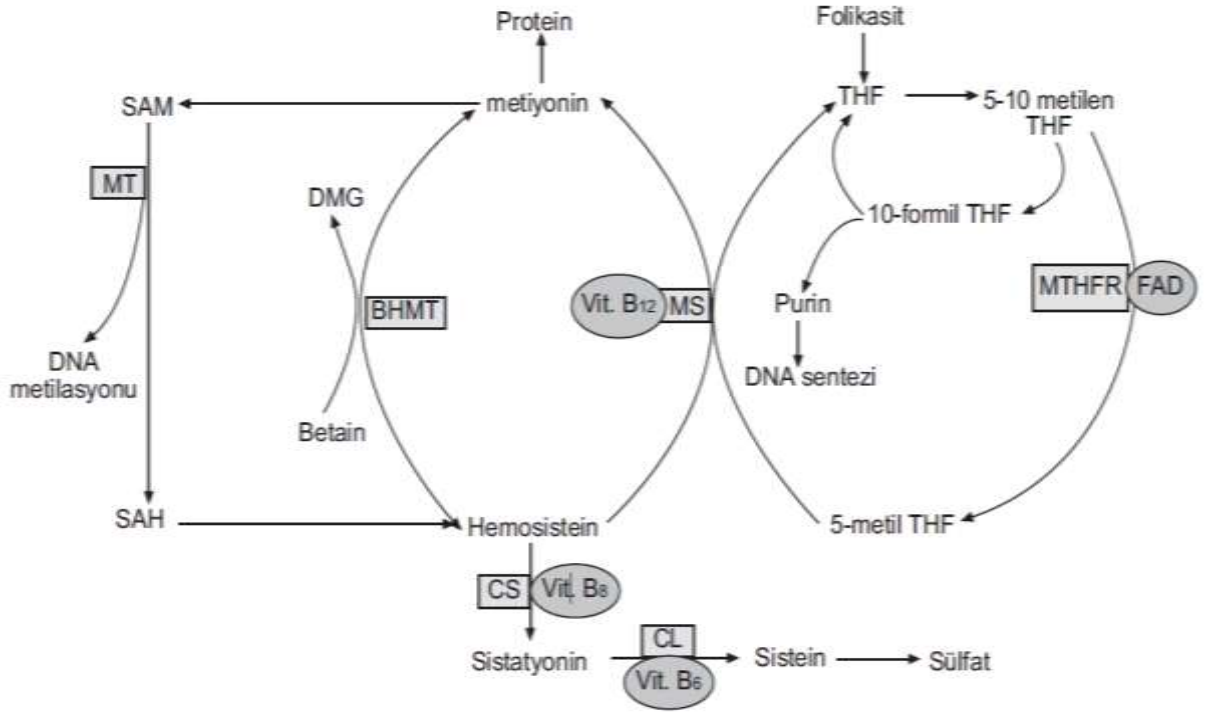 Protein
Folikasit
SAM
metiyonin
THF
5-10 metilen
THF
MT
DMG
10-formil THF
BHMT
Vit. B12
MS
Purin
MTHFR
FAD
DNA
metilasyonu
DNA sentezi
Betain
SAH
Hemosistein
5-metil THF
CS
Vit. B8
CL
Sistatyonin
Sistein
Sülfat
Vit. B6